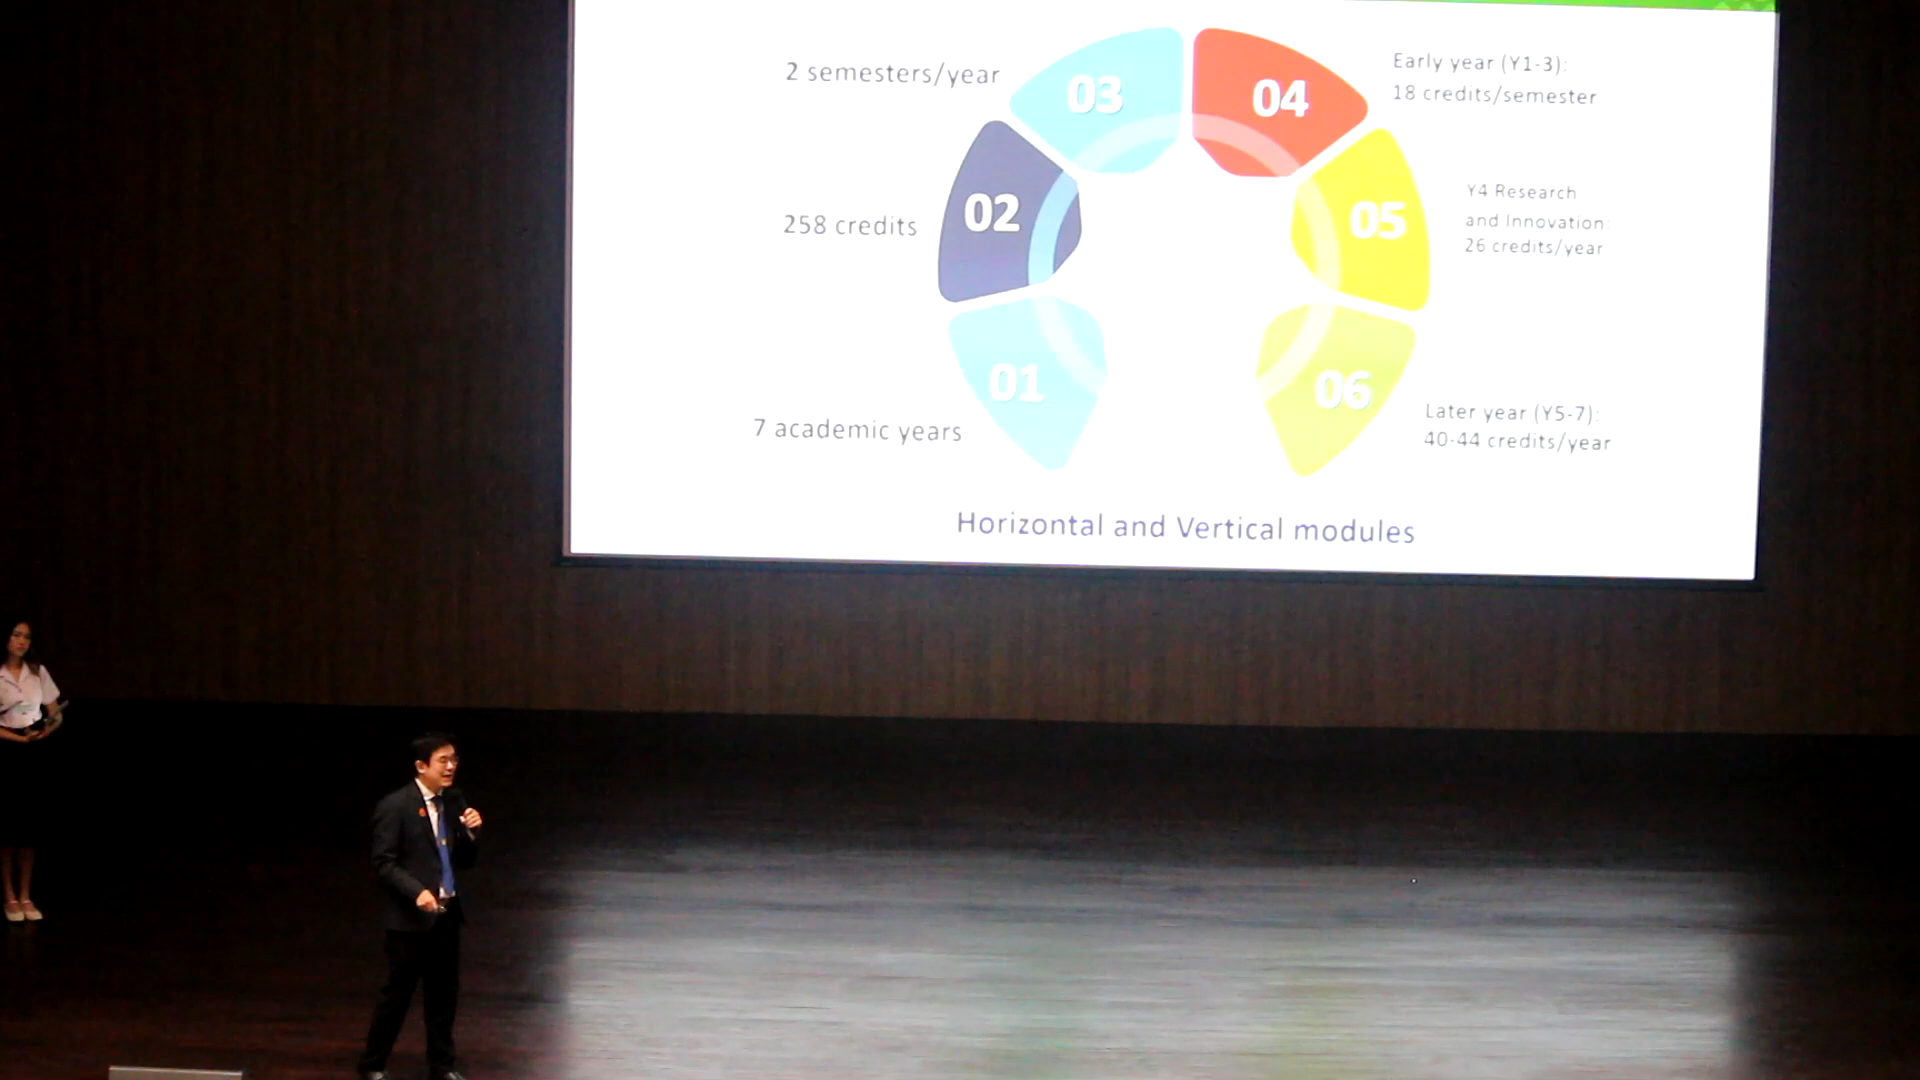 2 semesters/year
03
04
Early year (Y1-3):
18 credits/semester
258 credits
02
05
Y4 Research
and Innovation:
26 credits/year
7 academic years
01
06
Later year (Y5-7):
40-44 credits/year
Horizontal and Vertical modules